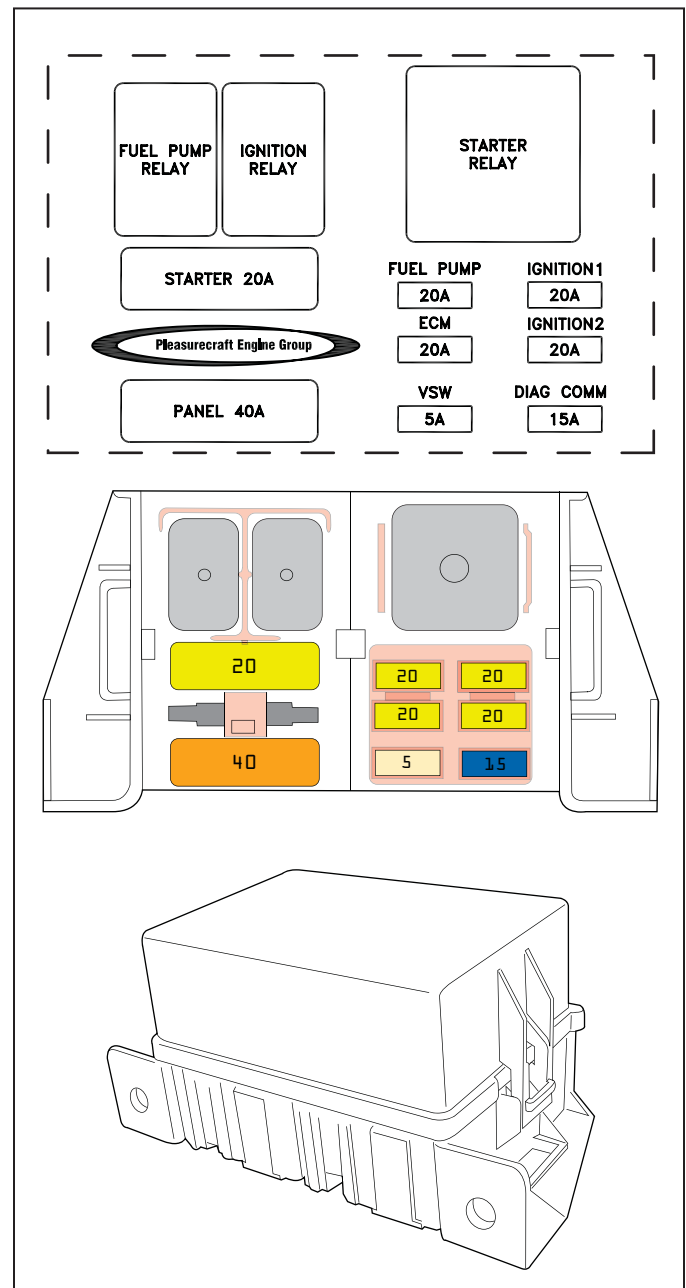 FUEL PUMP
RELAY
IGNITION
RELAY
STARTER
RELAY
STARTER 20A
FUEL PUMP
20A
IGNITION1
20A
Pleasurecraft Engine Group
ECM
20A
IGNITION2
20A
PANEL 40A
VSW
5A
DIAG COMM
15A
20
20
20
20
20
40
5
15